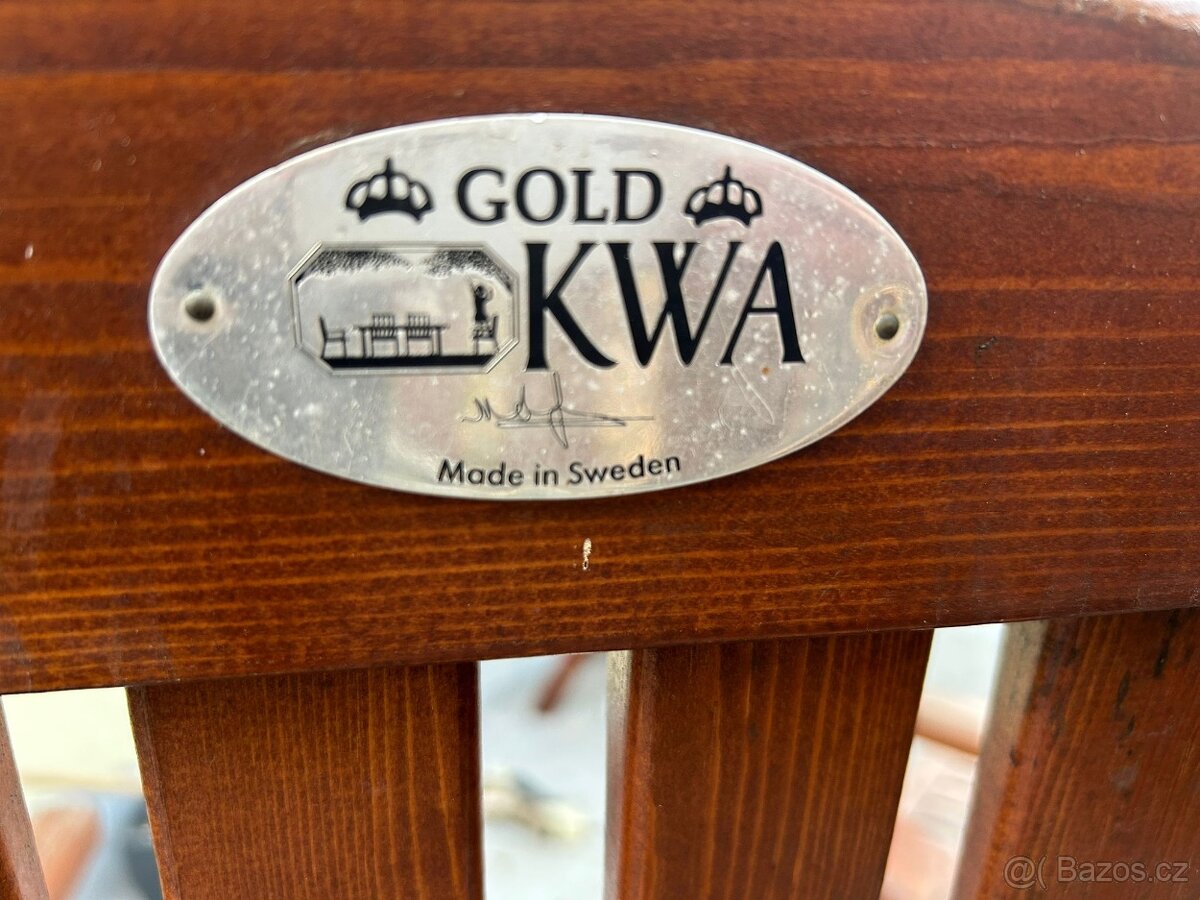 GOLD
KWA
Made in Sweden
@( Bazos.cz